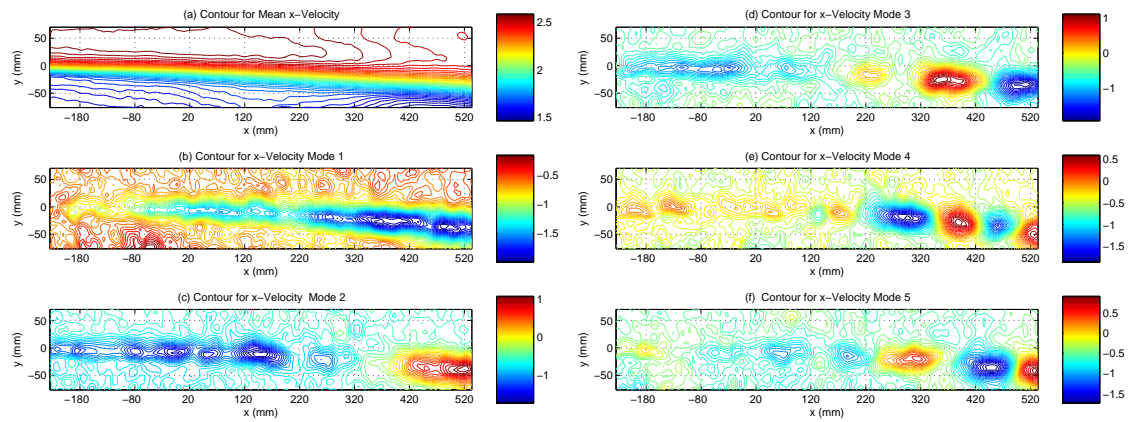 (a) Contour for Mean x−Velocity
50
0
−50
y (mm)
−180 −80 20 120 220 320 420 520
x (mm)
2.5
2
1.5
(b) Contour for x−Velocity Mode 1
50
0
−50
y (mm)
−180 −80 20 120 220 320 420 520
x (mm)
−0.5
−1
−1.5
(c) Contour for x−Velocity Mode 2
50
0
−50
y (mm)
−180 −80 20 120 220 320 420 520
x (mm)
1
0
−1
(d) Contour for x−Velocity Mode 3
50
0
−50
y (mm)
−180 −80 20 120 220 320 420 520
x (mm)
1
0
−1
(e) Contour for x−Velocity Mode 4
50
0
−50
y (mm)
−180 −80 20 120 220 320 420 520
x (mm)
0.5
0
−0.5
−1
−1.5
(f) Contour for x−Velocity Mode 5
50
0
−50
y (mm)
−180 −80 20 120 220 320 420 520
x (mm)
0.5
0
−0.5
−1
−1.5